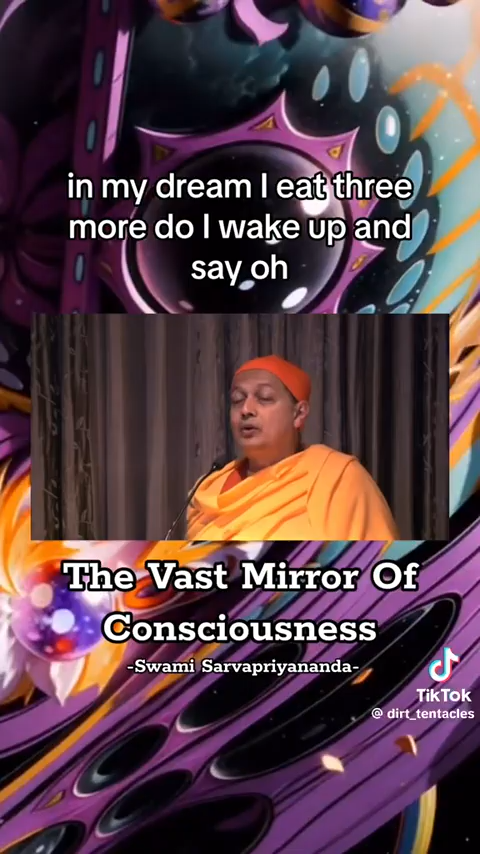 in my dream I eat three
more do I wake up and
say oh
The Vast Mirror Of
Consciousness
-Swami Sarvapriyananda-
TikTok
@ dirt_tentacles